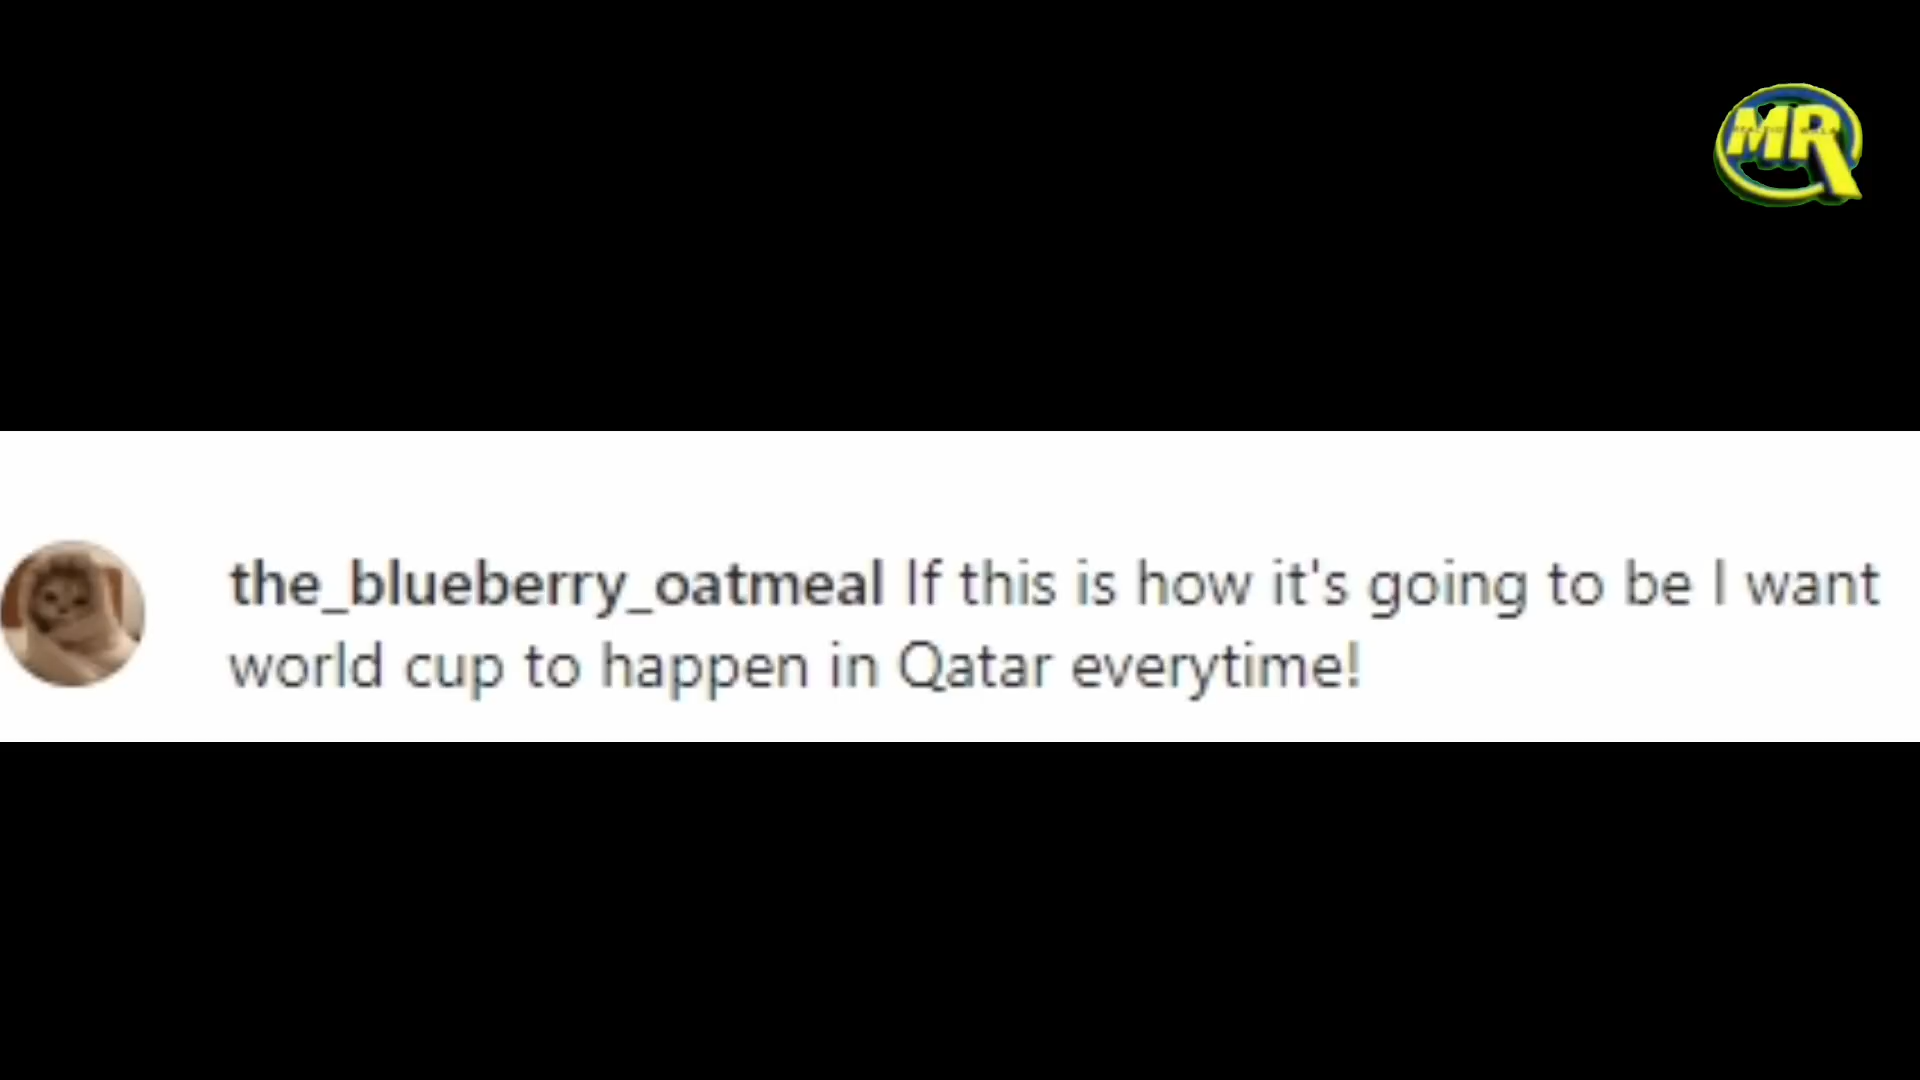 MR
the_blueberry_oatmeal If this is how it's going to be I want
world cup to happen in Qatar everytime!